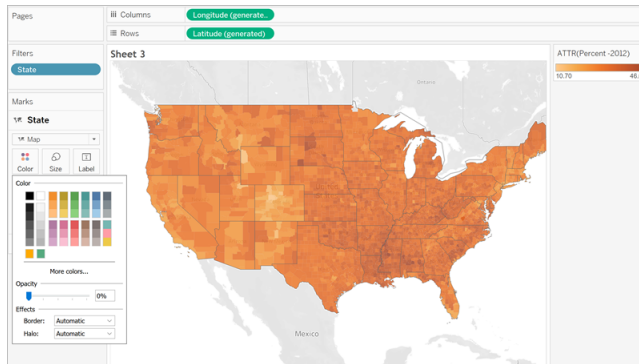 Pages
Columns
Longitude (generate..
Rows
Latitude (generated)
Filters
State
Marks
State
Map
Color
Size
Label
Color
More colors...
Opacity
0%
Effects
Border:
Automatic
Halo:
Automatic
Sheet 3
Ontario
Mexico
ATTR(Percent -2012)
10.70
46.